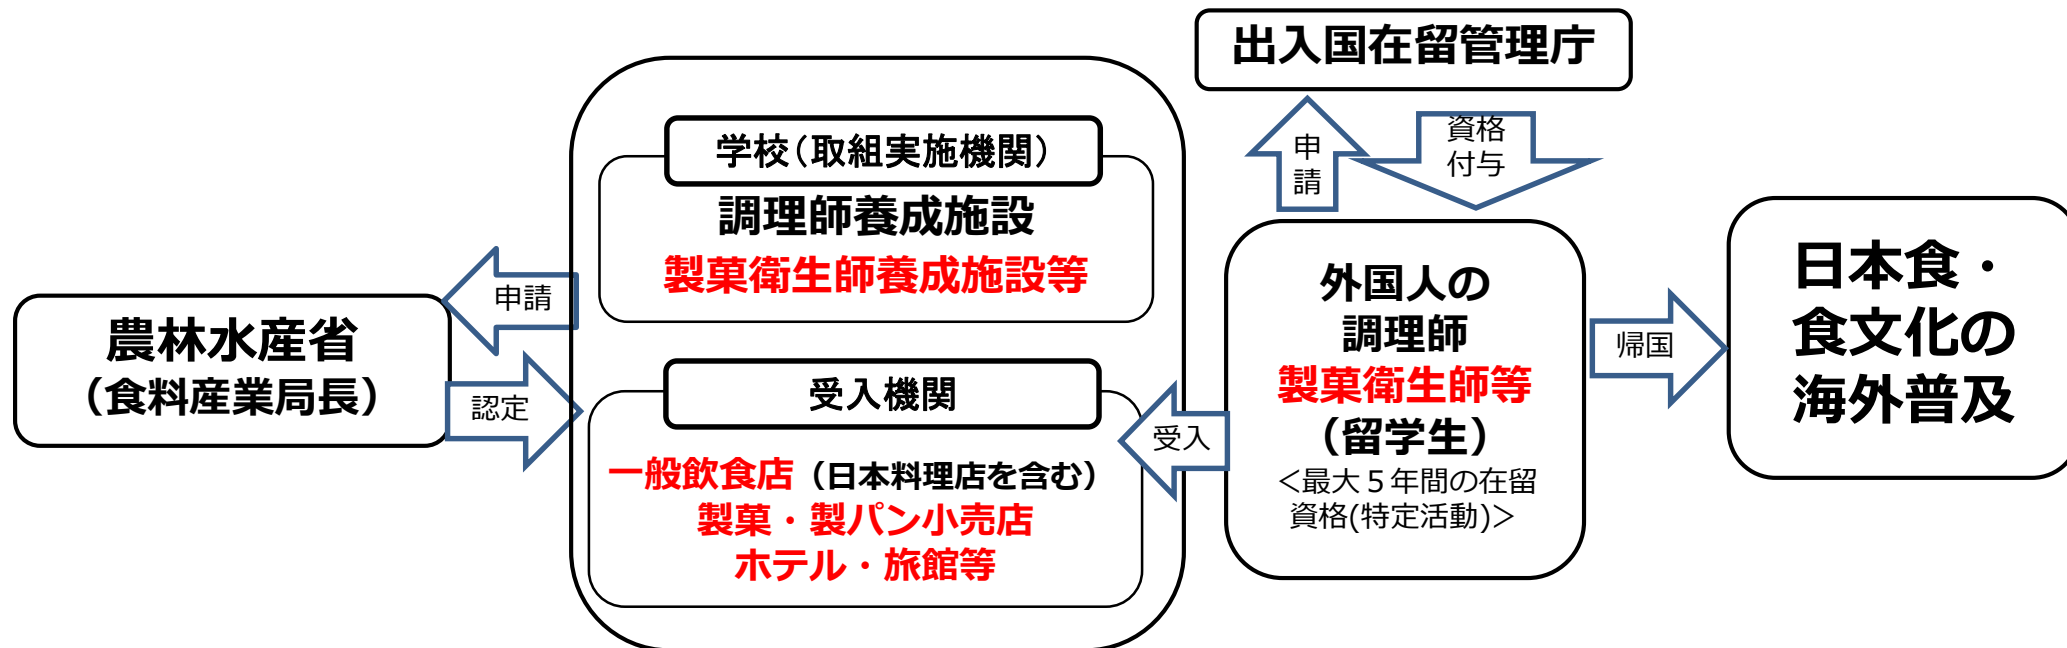 農林水産省
（食料産業局長）
申請
認定
学校（取組実施機関）
調理師養成施設
製菓衛生師養成施設等
受入機関
一般飲食店（日本料理店を含む）
製菓・製パン小売店
ホテル・旅館等
受入
出入国在留管理庁
申
請
資格
付与
外国人の
調理師
製菓衛生師等
（留学生）
＜最大５年間の在留
資格(特定活動)＞
帰国
日本食・
食文化の
海外普及